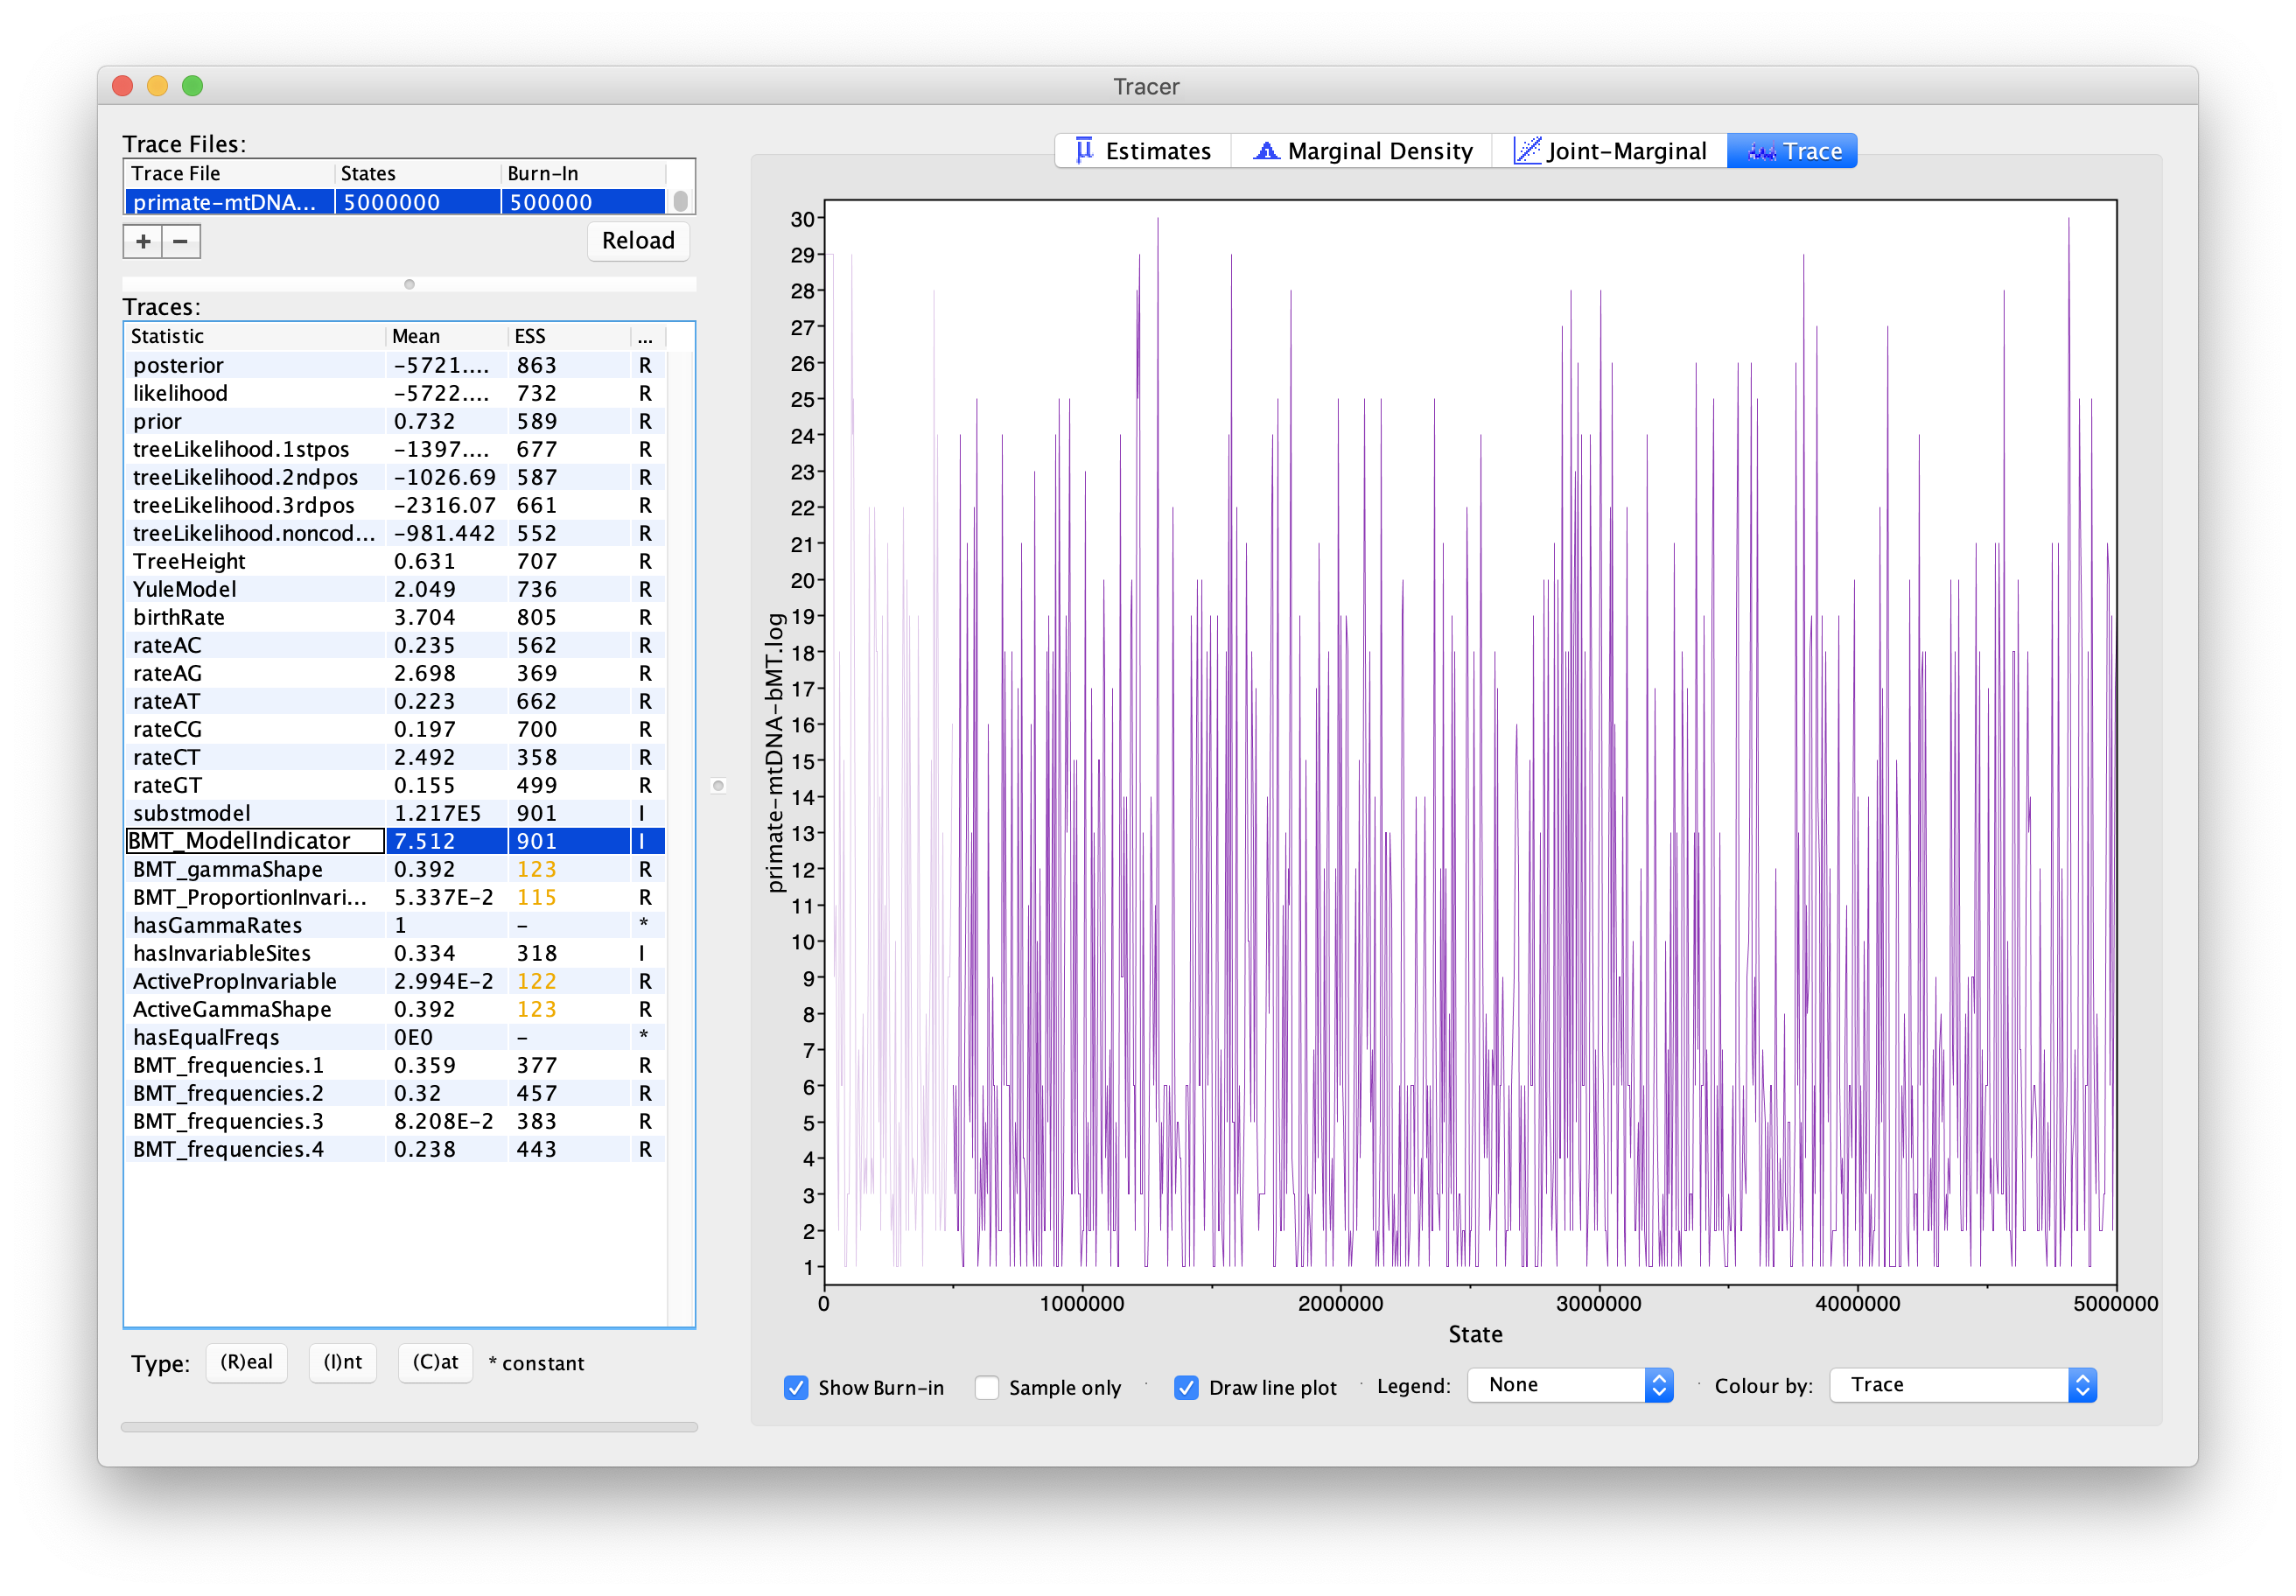 Tracer
Trace Files:
Trace File States Burn-In
primate-mtDNA... 5000000 500000
+ − Reload
Traces:
Statistic Mean ESS ...
posterior -5721.... 863 R
likelihood -5722.... 732 R
prior 0.732 589 R
treeLikelihood.1stpos -1397.... 677 R
treeLikelihood.2ndpos -1026.69 587 R
treeLikelihood.3rdpos -2316.07 661 R
treeLikelihood.noncod... -981.442 552 R
TreeHeight 0.631 707 R
YuleModel 2.049 736 R
birthRate 3.704 805 R
rateAC 0.235 562 R
rateAG 2.698 369 R
rateAT 0.223 662 R
rateCG 0.197 700 R
rateCT 2.492 358 R
rateGT 0.155 499 R
substmodel 1.217E5 901 I
BMT_ModelIndicator 7.512 901 I
BMT_gammaShape 0.392 123 R
BMT_ProportionInvari... 5.337E-2 115 R
hasGammaRates 1 - *
hasInvariableSites 0.334 318 I
ActivePropInvariable 2.994E-2 122 R
ActiveGammaShape 0.392 123 R
hasEqualFreqs 0E0 - *
BMT_frequencies.1 0.359 377 R
BMT_frequencies.2 0.32 457 R
BMT_frequencies.3 8.208E-2 383 R
BMT_frequencies.4 0.238 443 R
Type: (R)eal (I)nt (C)at * constant
Estimates Marginal Density Joint-Marginal Trace
primate-mtDNA-bMT.log
30
29
28
27
26
25
24
23
22
21
20
19
18
17
16
15
14
13
12
11
10
9
8
7
6
5
4
3
2
1
0 1000000 2000000 3000000 4000000 5000000
State
Show Burn-in Sample only Draw line plot Legend: None Colour by: Trace